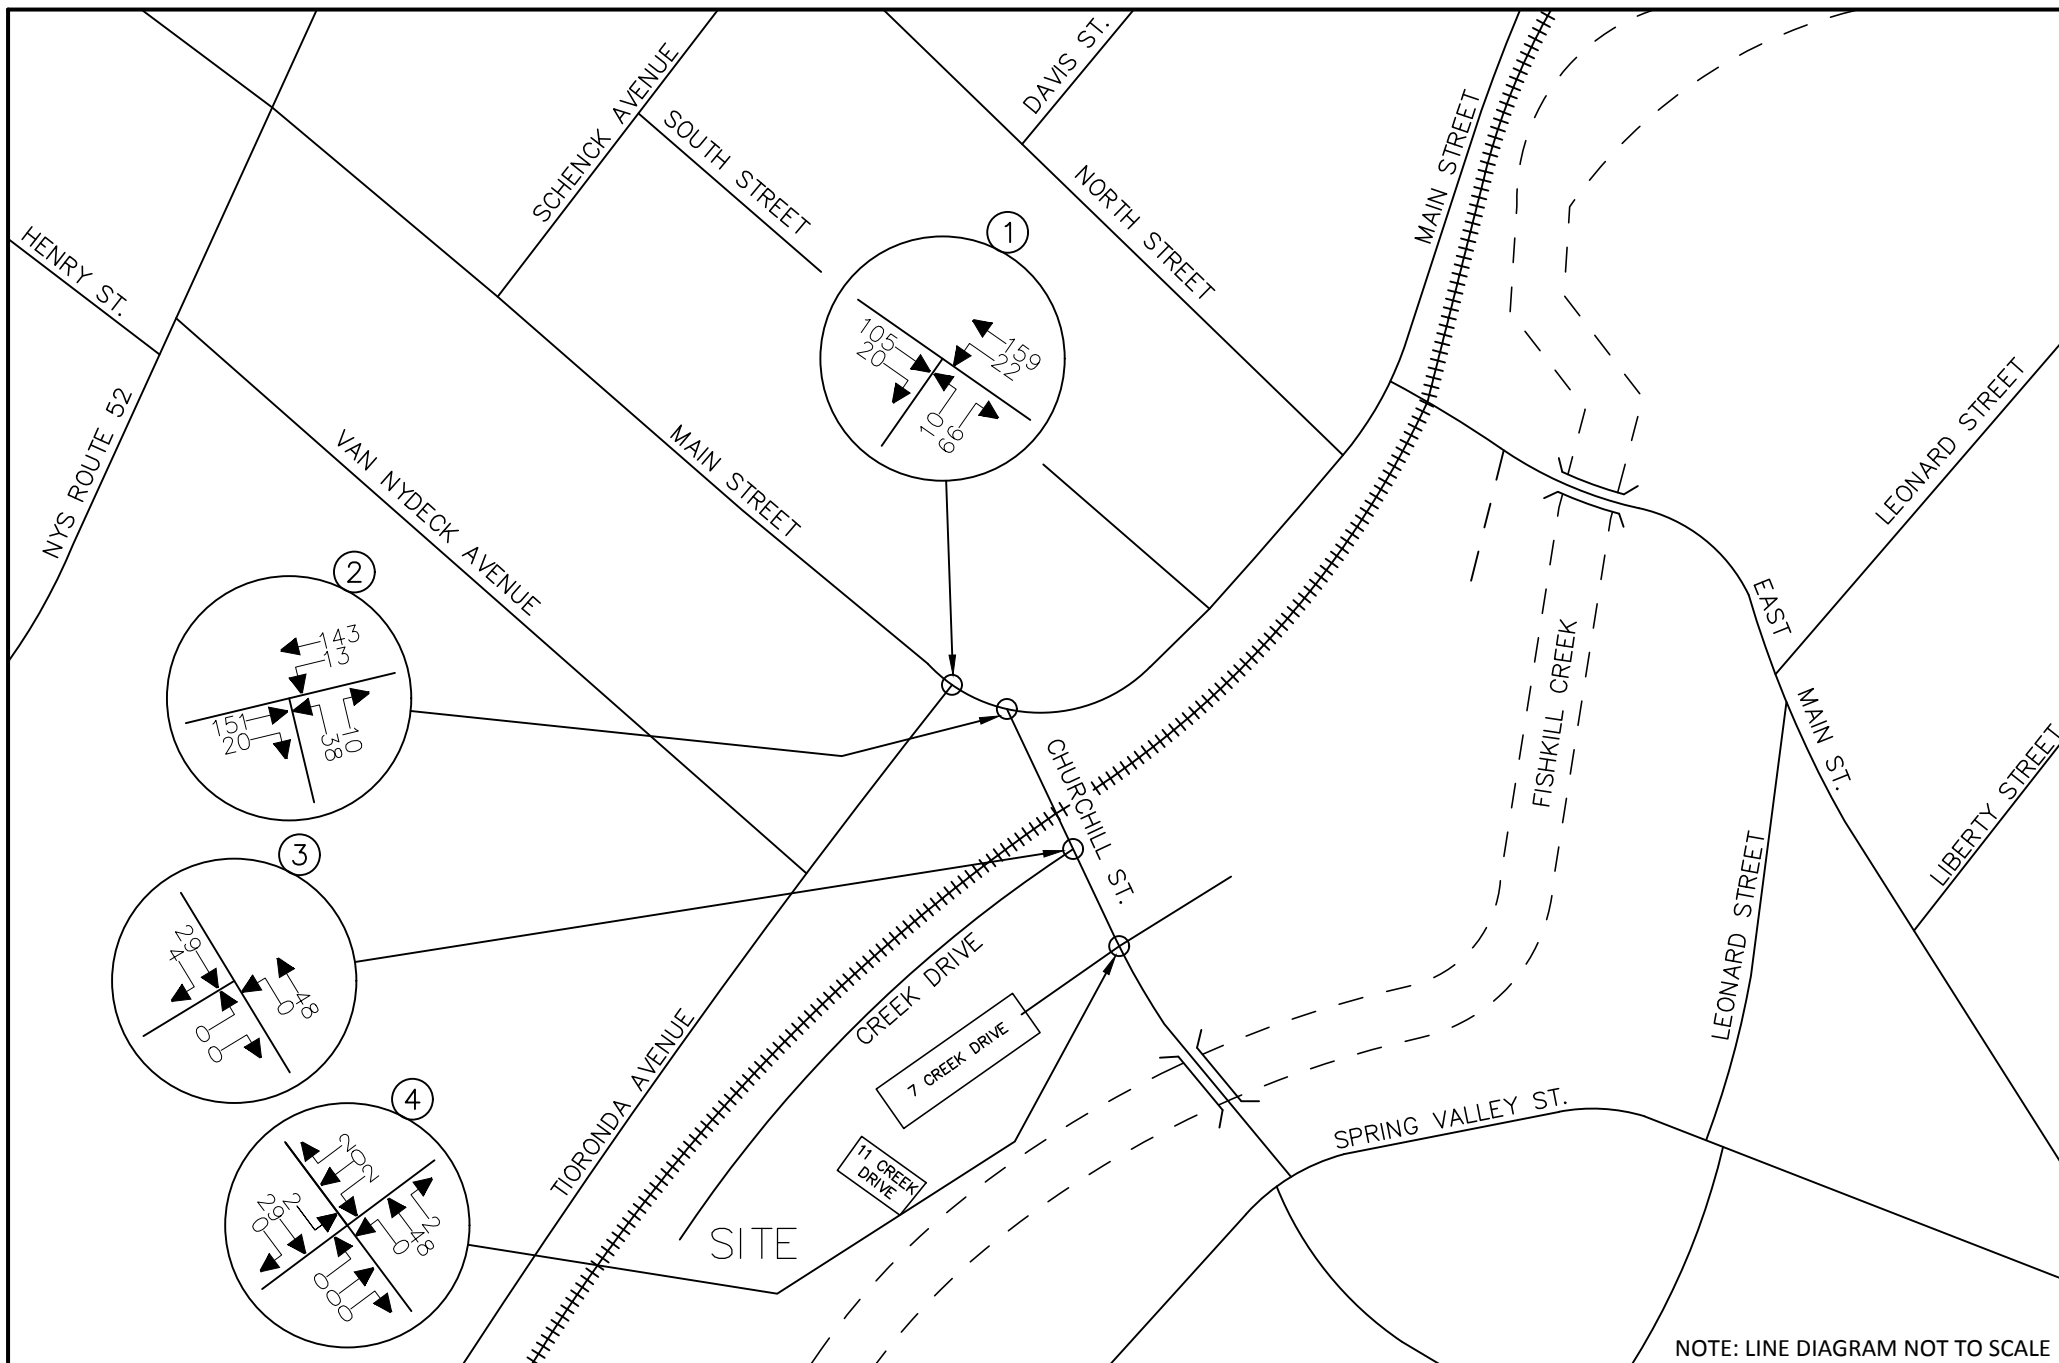 DAVIS ST.
SCHENCK AVENUE
SOUTH STREET
MAIN STREET
NORTH STREET
HENRY ST.
1
105
20
159
22
10
66
NYS ROUTE 52
VAN NYDECK AVENUE
MAIN STREET
LEONARD STREET
2
143
13
151
20
38
10
EAST
MAIN ST.
FISHKILL CREEK
CHURCHILL ST.
LIBERTY STREET
3
29
4
48
0
0
0
CREEK DRIVE
LEONARD STREET
7 CREEK DRIVE
TIORONDA AVENUE
4
2
0
2
2
29
0
2
48
0
0
0
0
SPRING VALLEY ST.
11 CREEK
DRIVE
SITE
NOTE: LINE DIAGRAM NOT TO SCALE